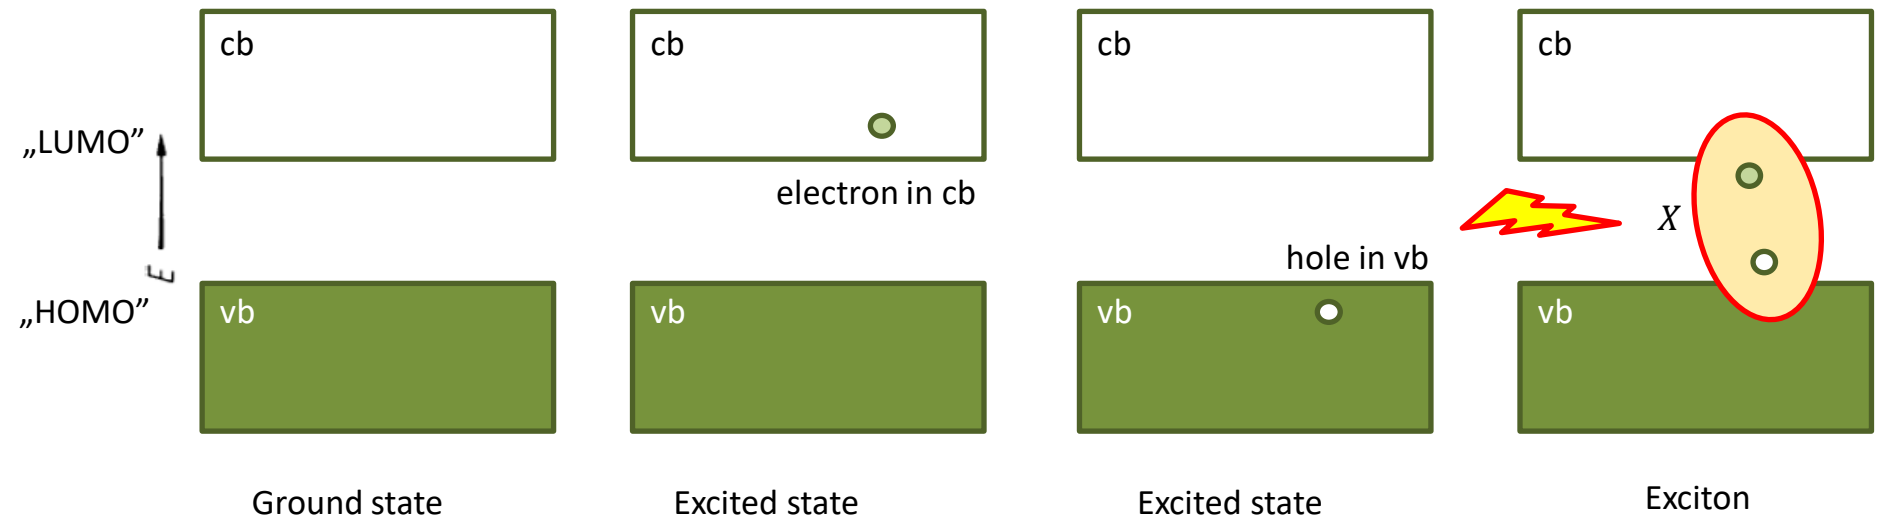 cb
cb
cb
cb
„LUMO”
electron in cb
X
E
hole in vb
„HOMO”
vb
vb
vb
vb
Ground state
Excited state
Excited state
Exciton